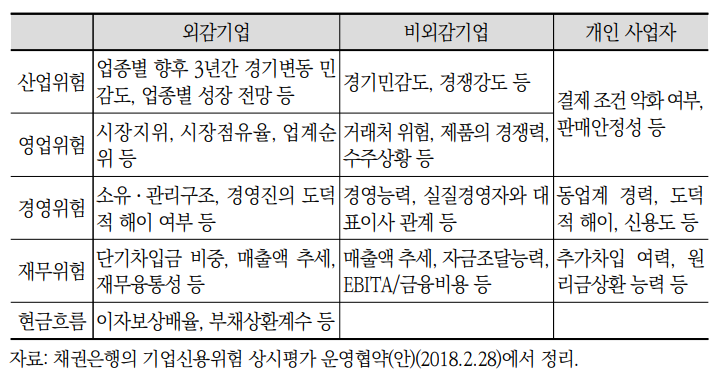 외감기업 비외감기업 개인 사업자
산업위험 업종별 향후 3년간 경기변동 민
감도, 업종별 성장 전망 등 경기민감도, 경쟁강도 등 결제 조건 악화 여부,
판매안정성 등
영업위험 시장지위, 시장점유율, 업계순
위 등 거래처 위험, 제품의 경쟁력,
수주상황 등
경영위험 소유·관리구조, 경영진의 도덕
적 해이 여부 등 경영능력, 실질경영자와 대
표이사 관계 등 동업계 경력, 도덕
적 해이, 신용도 등
재무위험 단기차입금 비중, 매출액 추세,
재무융통성 등 매출액 추세, 자금조달능력,
EBITA/금융비용 등 추가차입 여력, 원
리금상환 능력 등
현금흐름 이자보상배율, 부채상환계수 등
자료: 채권은행의 기업신용위험 상시평가 운영협약(안)(2018.2.28)에서 정리.